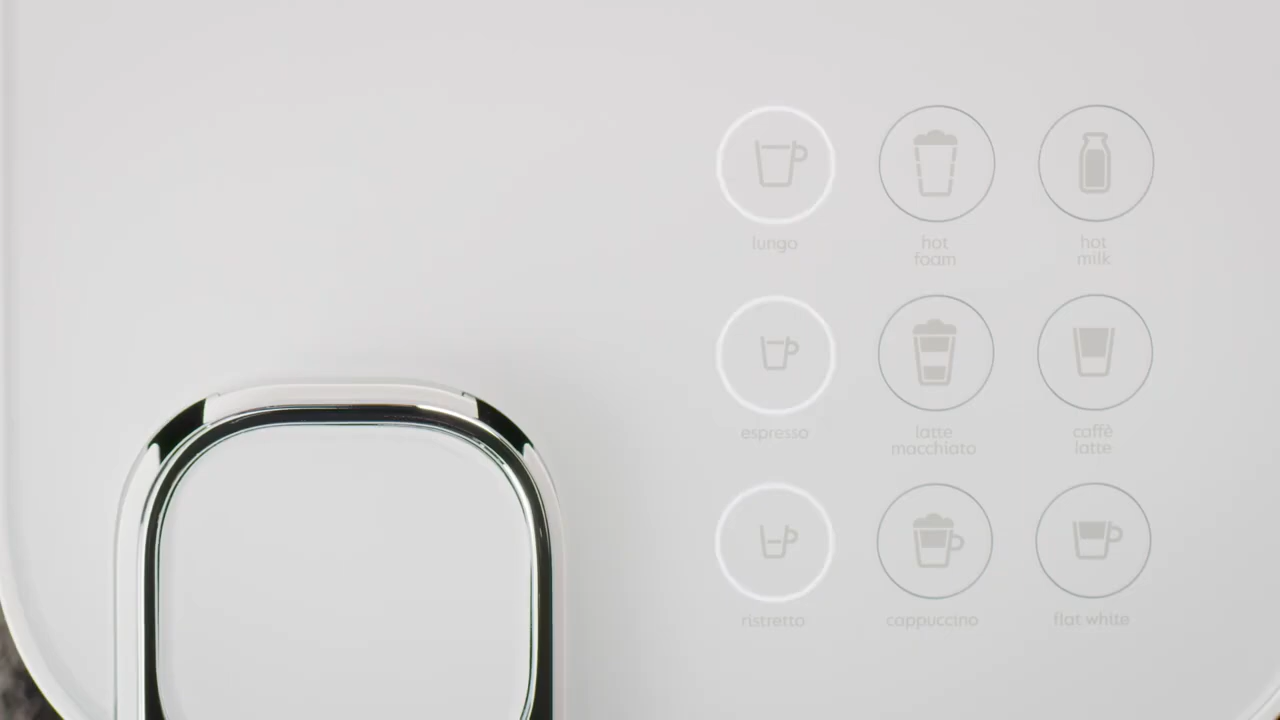 lungo
hot
foam
hot
milk
espresso
latte
macchiato
caffè
latte
ristretto
cappuccino
flat white